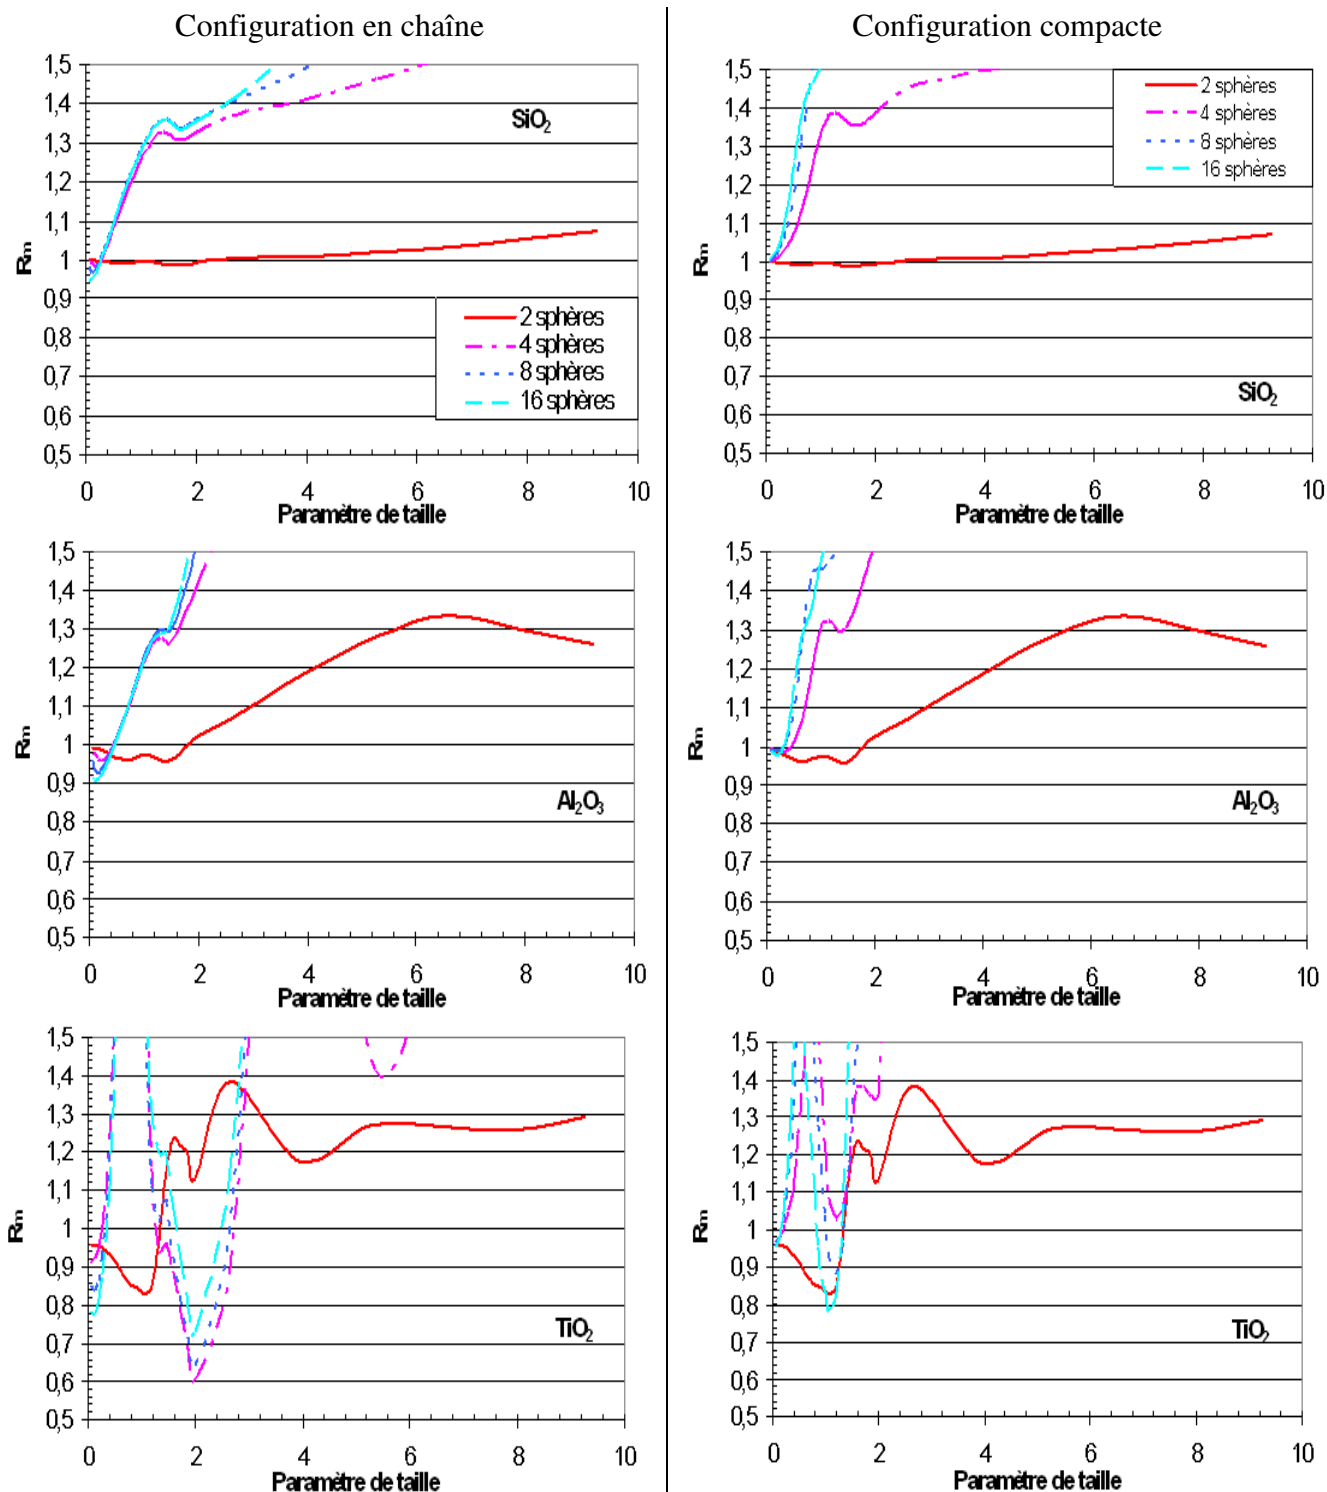 Configuration en chaîne
Configuration compacte
1,5
1,4
1,3
1,2
1,1
1
0,9
0,8
0,7
0,6
0,5
Rm
SiO2
2 sphères
4 sphères
8 sphères
16 sphères
0 2 4 6 8 10
Paramètre de taille
1,5
1,4
1,3
1,2
1,1
1
0,9
0,8
0,7
0,6
0,5
Rm
2 sphères
4 sphères
8 sphères
16 sphères
SiO2
0 2 4 6 8 10
Paramètre de taille
1,5
1,4
1,3
1,2
1,1
1
0,9
0,8
0,7
0,6
0,5
Rm
Al2O3
0 2 4 6 8 10
Paramètre de taille
1,5
1,4
1,3
1,2
1,1
1
0,9
0,8
0,7
0,6
0,5
Rm
Al2O3
0 2 4 6 8 10
Paramètre de taille
1,5
1,4
1,3
1,2
1,1
1
0,9
0,8
0,7
0,6
0,5
Rm
TiO2
0 2 4 6 8 10
Paramètre de taille
1,5
1,4
1,3
1,2
1,1
1
0,9
0,8
0,7
0,6
0,5
Rm
TiO2
0 2 4 6 8 10
Paramètre de taille